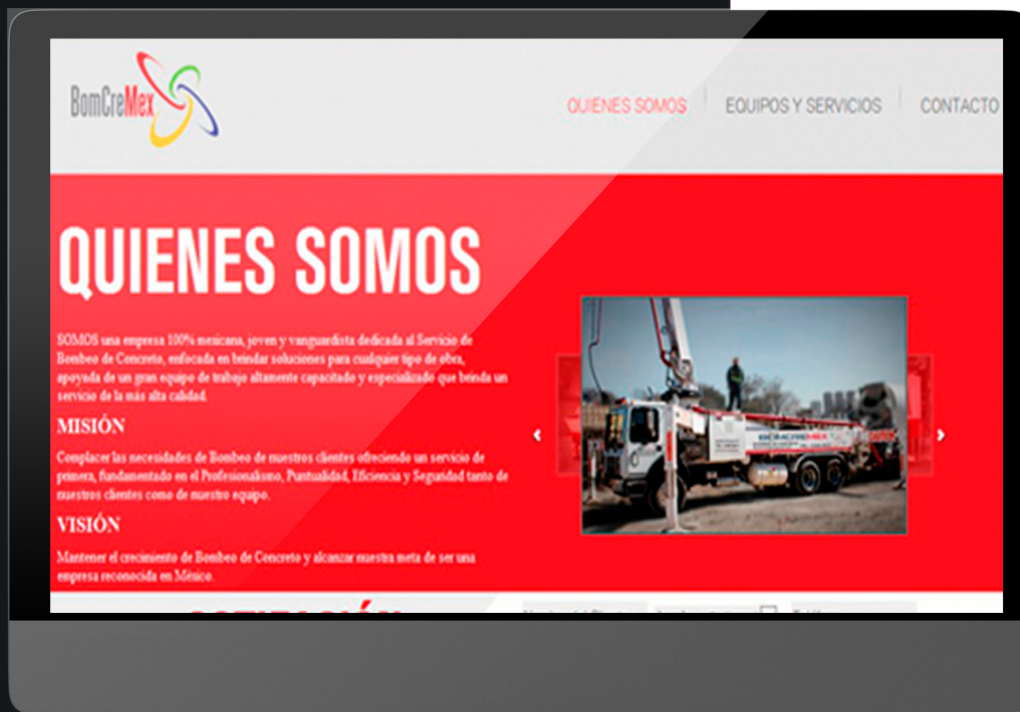 BomCreMex
QUIENES SOMOS
EQUIPOS Y SERVICIOS
CONTACTO
QUIENES SOMOS
SOMOS una empresa 100% mexicana, joven y vanguardista dedicada al Servicio de
Bombeo de Concreto, enfocada en brindar soluciones para cualquier tipo de obra,
apoyada de un gran equipo de trabajo altamente capacitado y especializado que brinda un
servicio de la más alta calidad.
MISIÓN
Complacer las necesidades de Bombeo de nuestros clientes ofreciendo un servicio de
primera, fundamentado en el Profesionalismo, Puntualidad, Eficiencia y Seguridad tanto de
nuestros clientes como de nuestro equipo.
VISIÓN
Mantener el crecimiento de Bombeo de Concreto y alcanzar nuestra meta de ser una
empresa reconocida en México.
BOMCREMEX